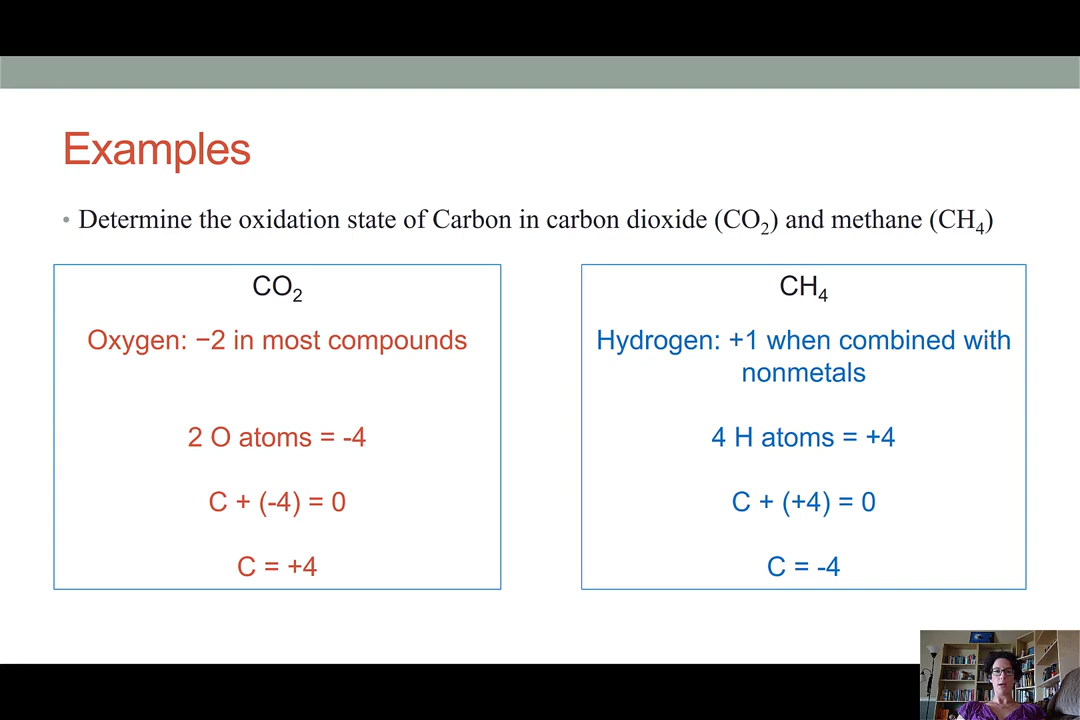 Examples
• Determine the oxidation state of Carbon in carbon dioxide (CO₂) and methane (CH₄)
CO₂
Oxygen: −2 in most compounds
2 O atoms = -4
C + (-4) = 0
C = +4
CH₄
Hydrogen: +1 when combined with
nonmetals
4 H atoms = +4
C + (+4) = 0
C = -4